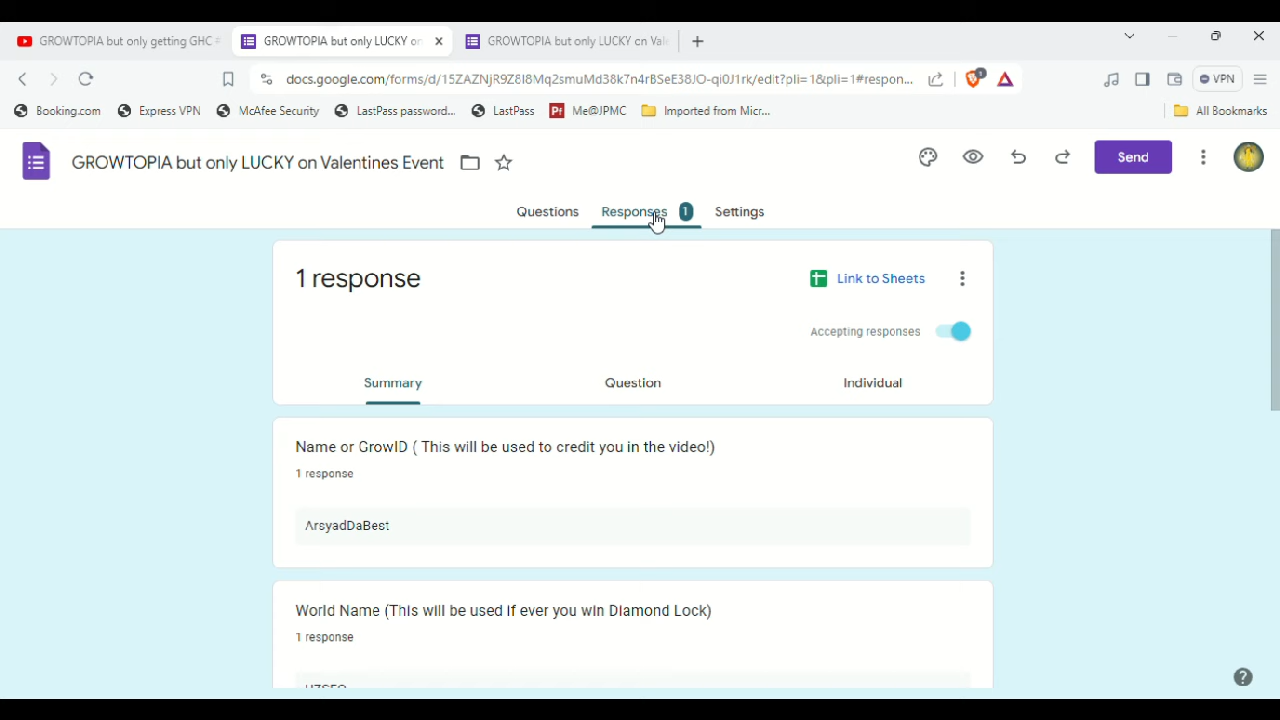 GROWTOPIA but only getting GHC
GROWTOPIA but only LUCKY on
GROWTOPIA but only LUCKY on Val
docs.google.com/forms/d/15ZAZNjR9Z8I8Mq2smuMd38k7n4rBSeE38JO-qi0J1rk/edit?pli=1&pli=1#respon...
VPN
Booking.com
Express VPN
McAfee Security
LastPass password...
LastPass
Me@JPMC
Imported from Micr...
All Bookmarks
GROWTOPIA but only LUCKY on Valentines Event
Send
Questions
Responses 1
Settings
1 response
Link to Sheets
Accepting responses
Summary
Question
Individual
Name or GrowID ( This will be used to credit you in the video!)
1 response
ArsyadDaBest
World Name (This will be used if ever you win Diamond Lock)
1 response